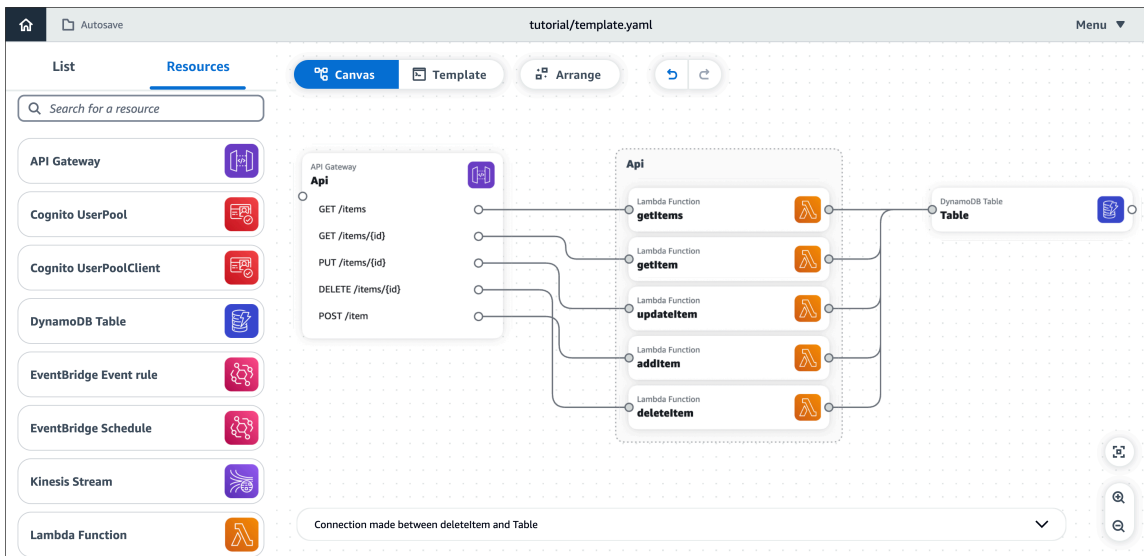 Autosave
tutorial/template.yaml
Menu
List
Resources
Canvas
Template
Arrange
Search for a resource
API Gateway
Cognito UserPool
Cognito UserPoolClient
DynamoDB Table
EventBridge Event rule
EventBridge Schedule
Kinesis Stream
Lambda Function
API Gateway
Api
GET /items
GET /items/{id}
PUT /items/{id}
DELETE /items/{id}
POST /item
Api
Lambda Function
getItems
Lambda Function
getItem
Lambda Function
updateItem
Lambda Function
addItem
Lambda Function
deleteItem
DynamoDB Table
Table
Connection made between deleteItem and Table